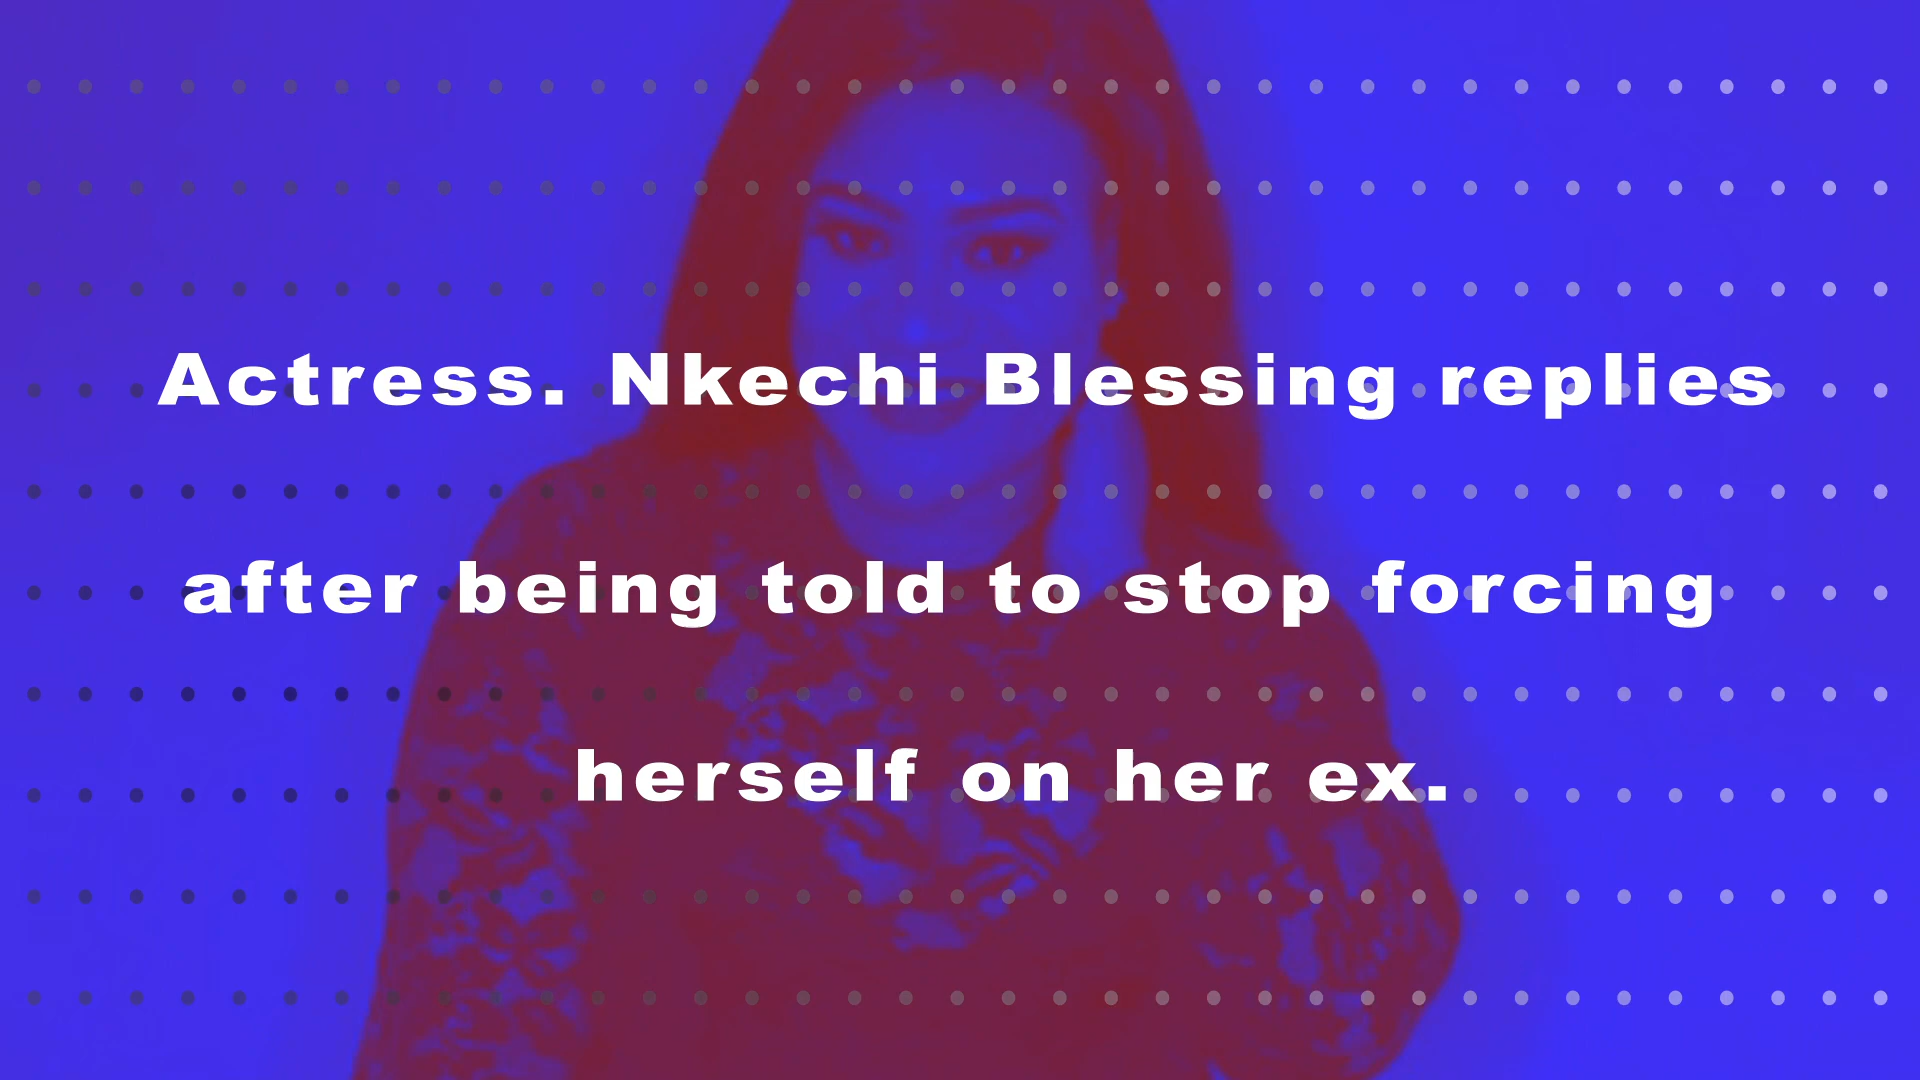 Actress. Nkechi Blessing replies
after being told to stop forcing
herself on her ex.